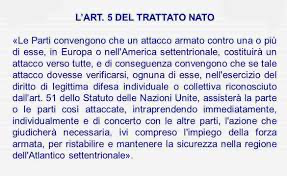 L'ART. 5 DEL TRATTATO NATO
«Le Parti convengono che un attacco armato contro una o più
di esse, in Europa o nell'America settentrionale, costituirà un
attacco verso tutte, e di conseguenza convengono che se tale
attacco dovesse verificarsi, ognuna di esse, nell'esercizio del
diritto di legittima difesa individuale o collettiva riconosciuto
dall'art. 51 dello Statuto delle Nazioni Unite, assisterà la parte
o le parti così attaccate, intraprendendo immediatamente,
individualmente e di concerto con le altre parti, l'azione che
giudicherà necessaria, ivi compreso l'impiego della forza
armata, per ristabilire e mantenere la sicurezza nella regione
dell'Atlantico settentrionale».